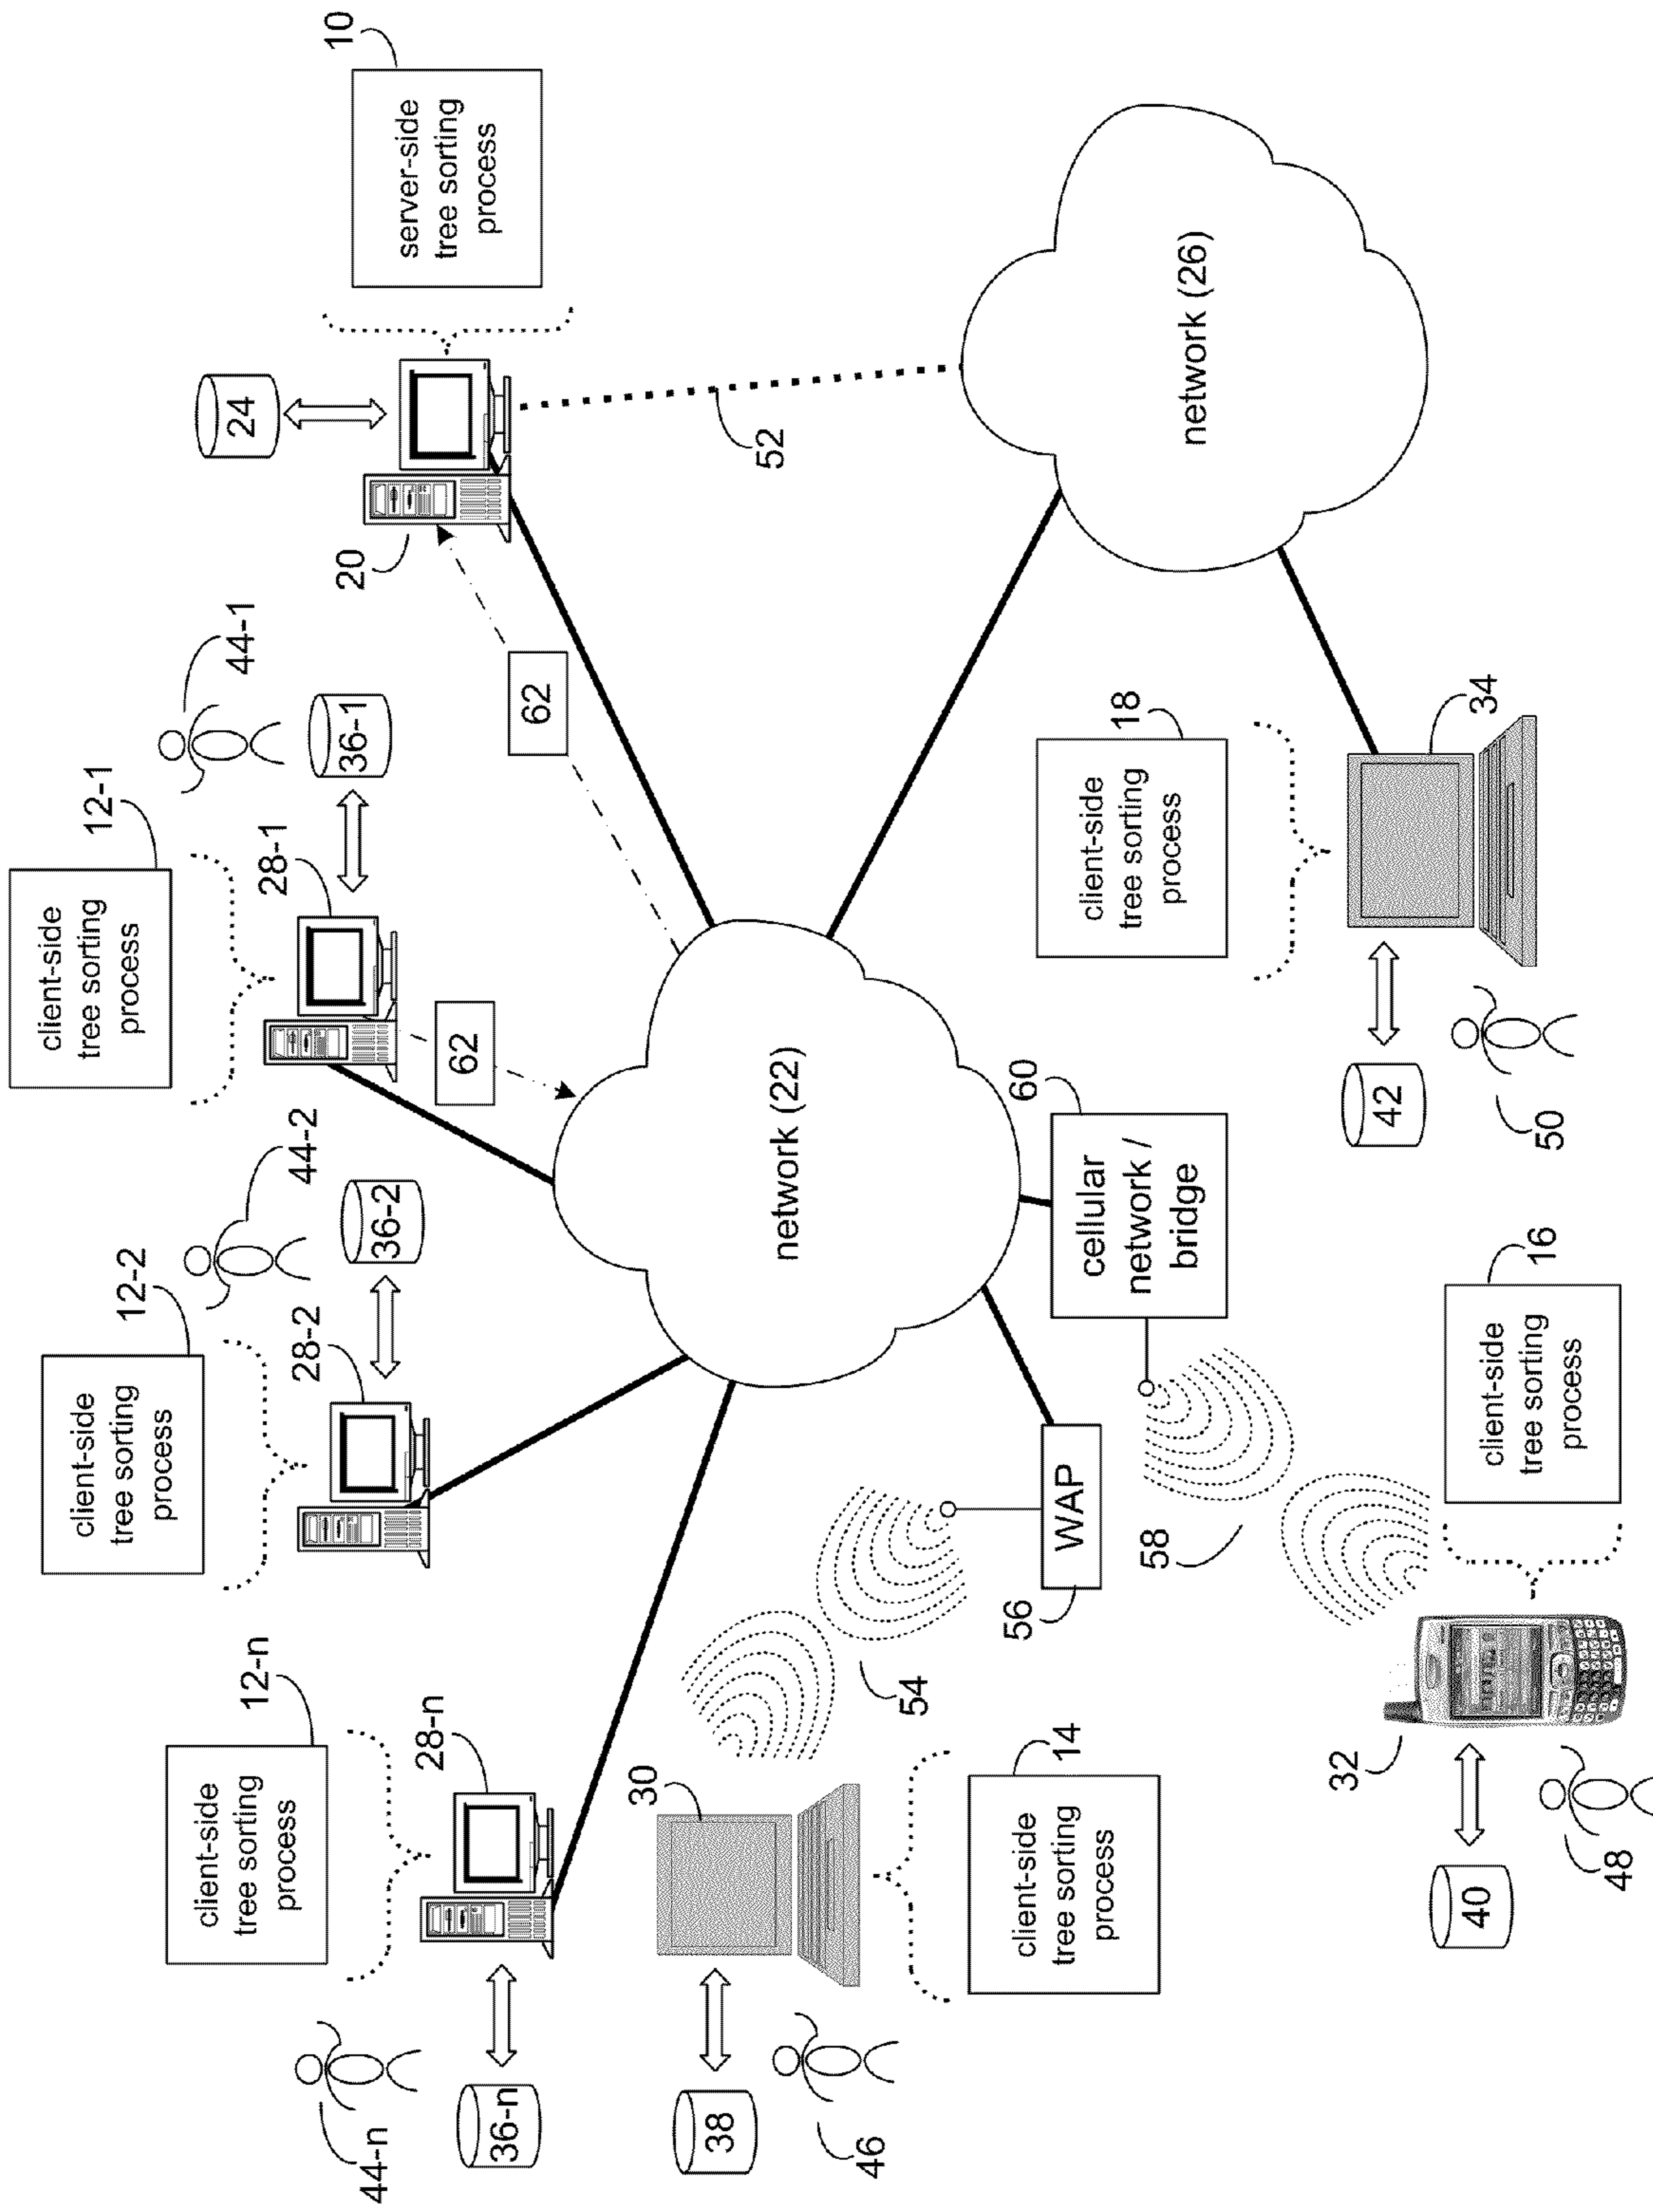 12-n
client-side
tree sorting
process
44-n
28-n
36-n
12-2
client-side
tree sorting
process
44-2
28-2
36-2
12-1
client-side
tree sorting
process
44-1
28-1
36-1
24
10
server-side
tree sorting
process
20
62
62
38
30
46
14
client-side
tree sorting
process
54
network (22)
52
56
WAP
60
cellular
network /
bridge
58
network (26)
18
client-side
tree sorting
process
34
42
50
32
40
48
16
client-side
tree sorting
process